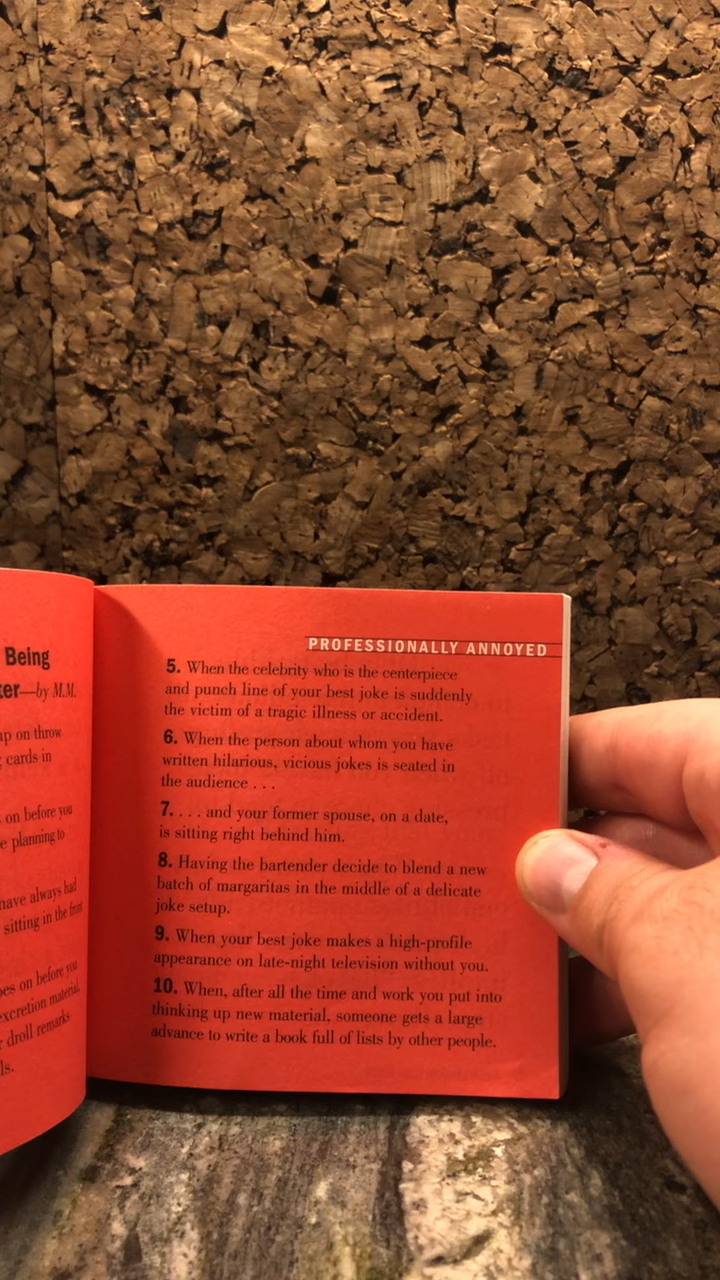 Being
—by M.M.
on throw
cards in
on before you
planning to
have always had
sitting in the front
on before you
excretion material,
droll remarks
PROFESSIONALLY ANNOYED
5. When the celebrity who is the centerpiece
and punch line of your best joke is suddenly
the victim of a tragic illness or accident.
6. When the person about whom you have
written hilarious, vicious jokes is seated in
the audience . . .
7. . . . and your former spouse, on a date,
is sitting right behind him.
8. Having the bartender decide to blend a new
batch of margaritas in the middle of a delicate
joke setup.
9. When your best joke makes a high-profile
appearance on late-night television without you.
10. When, after all the time and work you put into
thinking up new material, someone gets a large
advance to write a book full of lists by other people.